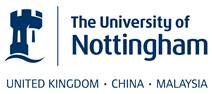 The University of
Nottingham
UNITED KINGDOM · CHINA · MALAYSIA